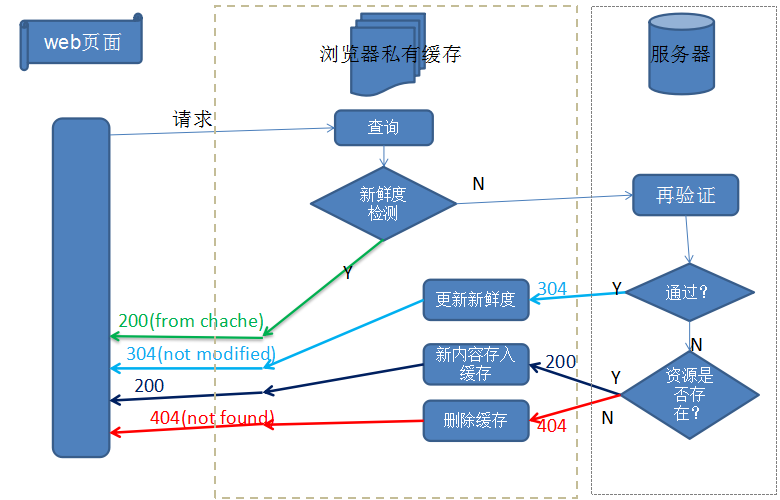 web页面
浏览器私有缓存
服务器
请求
查询
新鲜度
检测
N
再验证
Y
更新新鲜度
304
Y
通过？
200(from chache)
304(not modified)
新内容存入
缓存
200
N
200
Y
资源是
否存
在？
404(not found)
删除缓存
404
N